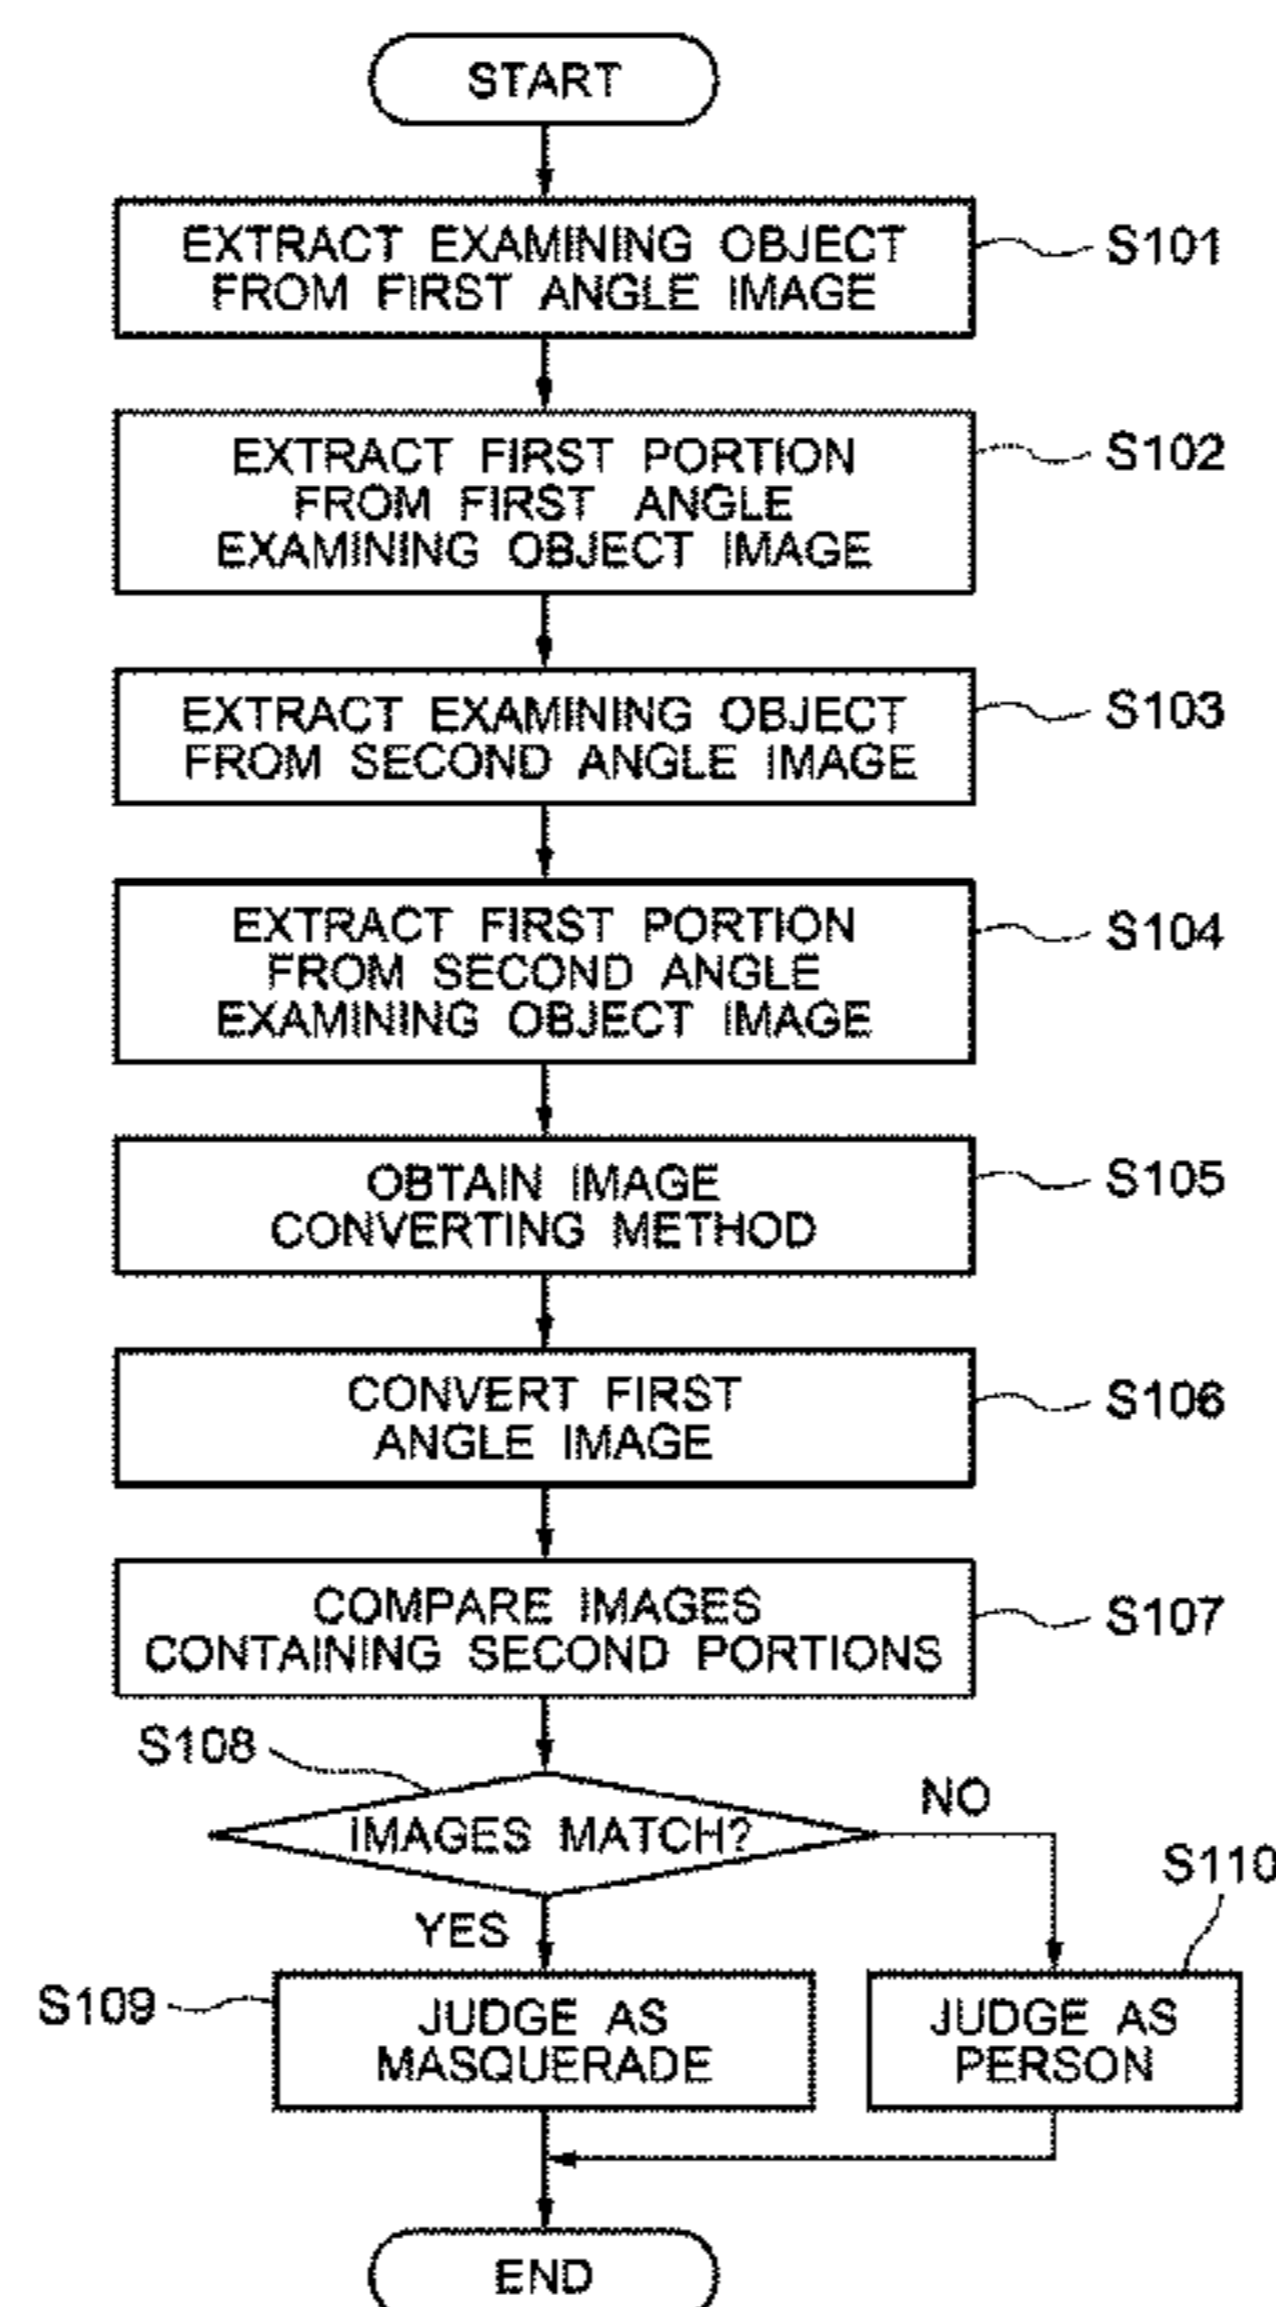 START
EXTRACT EXAMINING OBJECT
FROM FIRST ANGLE IMAGE
S101
EXTRACT FIRST PORTION
FROM FIRST ANGLE
EXAMINING OBJECT IMAGE
S102
EXTRACT EXAMINING OBJECT
FROM SECOND ANGLE IMAGE
S103
EXTRACT FIRST PORTION
FROM SECOND ANGLE
EXAMINING OBJECT IMAGE
S104
OBTAIN IMAGE
CONVERTING METHOD
S105
CONVERT FIRST
ANGLE IMAGE
S106
COMPARE IMAGES
CONTAINING SECOND PORTIONS
S107
S108
IMAGES MATCH?
NO
YES
S110
S109
JUDGE AS
MASQUERADE
JUDGE AS
PERSON
END